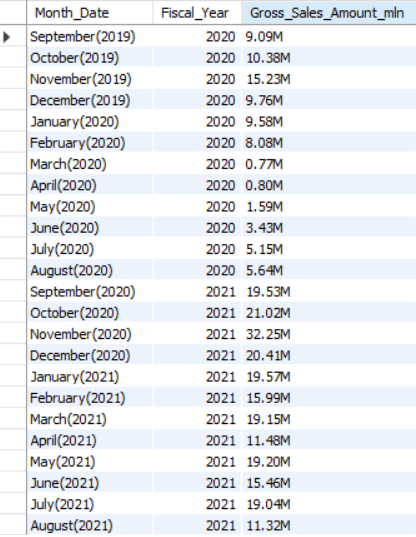 Month_Date Fiscal_Year Gross_Sales_Amount_mln
September(2019) 2020 9.09M
October(2019) 2020 10.38M
November(2019) 2020 15.23M
December(2019) 2020 9.76M
January(2020) 2020 9.58M
February(2020) 2020 8.08M
March(2020) 2020 0.77M
April(2020) 2020 0.80M
May(2020) 2020 1.59M
June(2020) 2020 3.43M
July(2020) 2020 5.15M
August(2020) 2020 5.64M
September(2020) 2021 19.53M
October(2020) 2021 21.02M
November(2020) 2021 32.25M
December(2020) 2021 20.41M
January(2021) 2021 19.57M
February(2021) 2021 15.99M
March(2021) 2021 19.15M
April(2021) 2021 11.48M
May(2021) 2021 19.20M
June(2021) 2021 15.46M
July(2021) 2021 19.04M
August(2021) 2021 11.32M